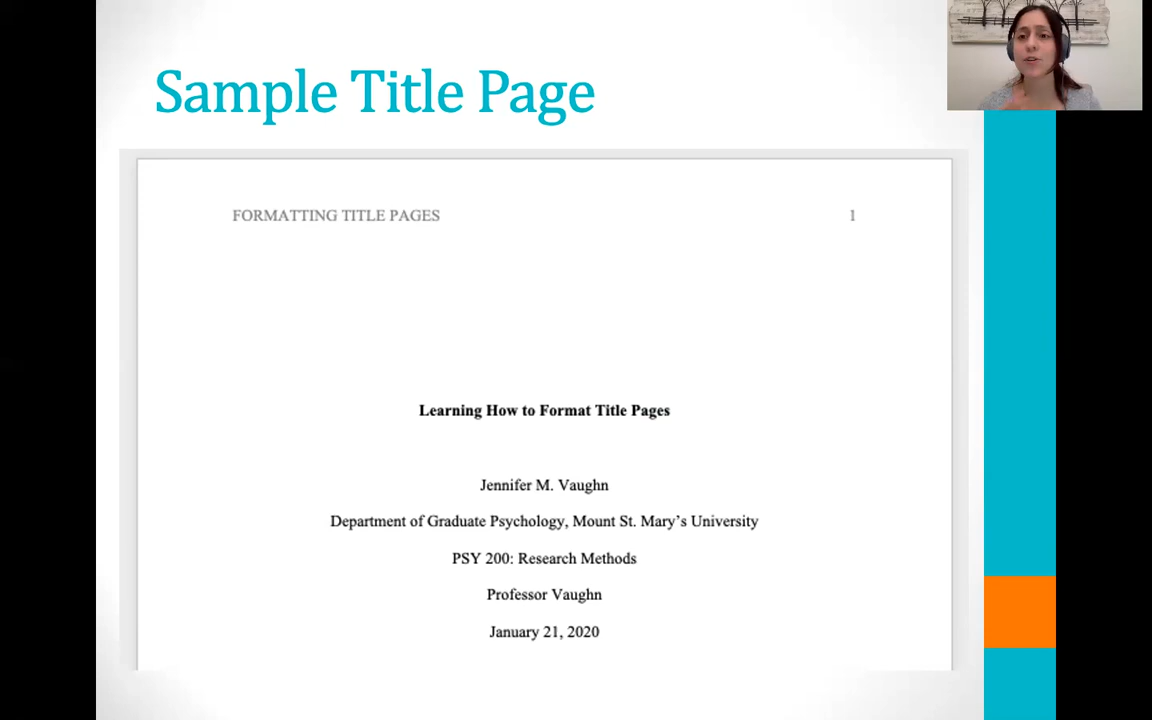 Sample Title Page
FORMATTING TITLE PAGES 1
Learning How to Format Title Pages
Jennifer M. Vaughn
Department of Graduate Psychology, Mount St. Mary’s University
PSY 200: Research Methods
Professor Vaughn
January 21, 2020